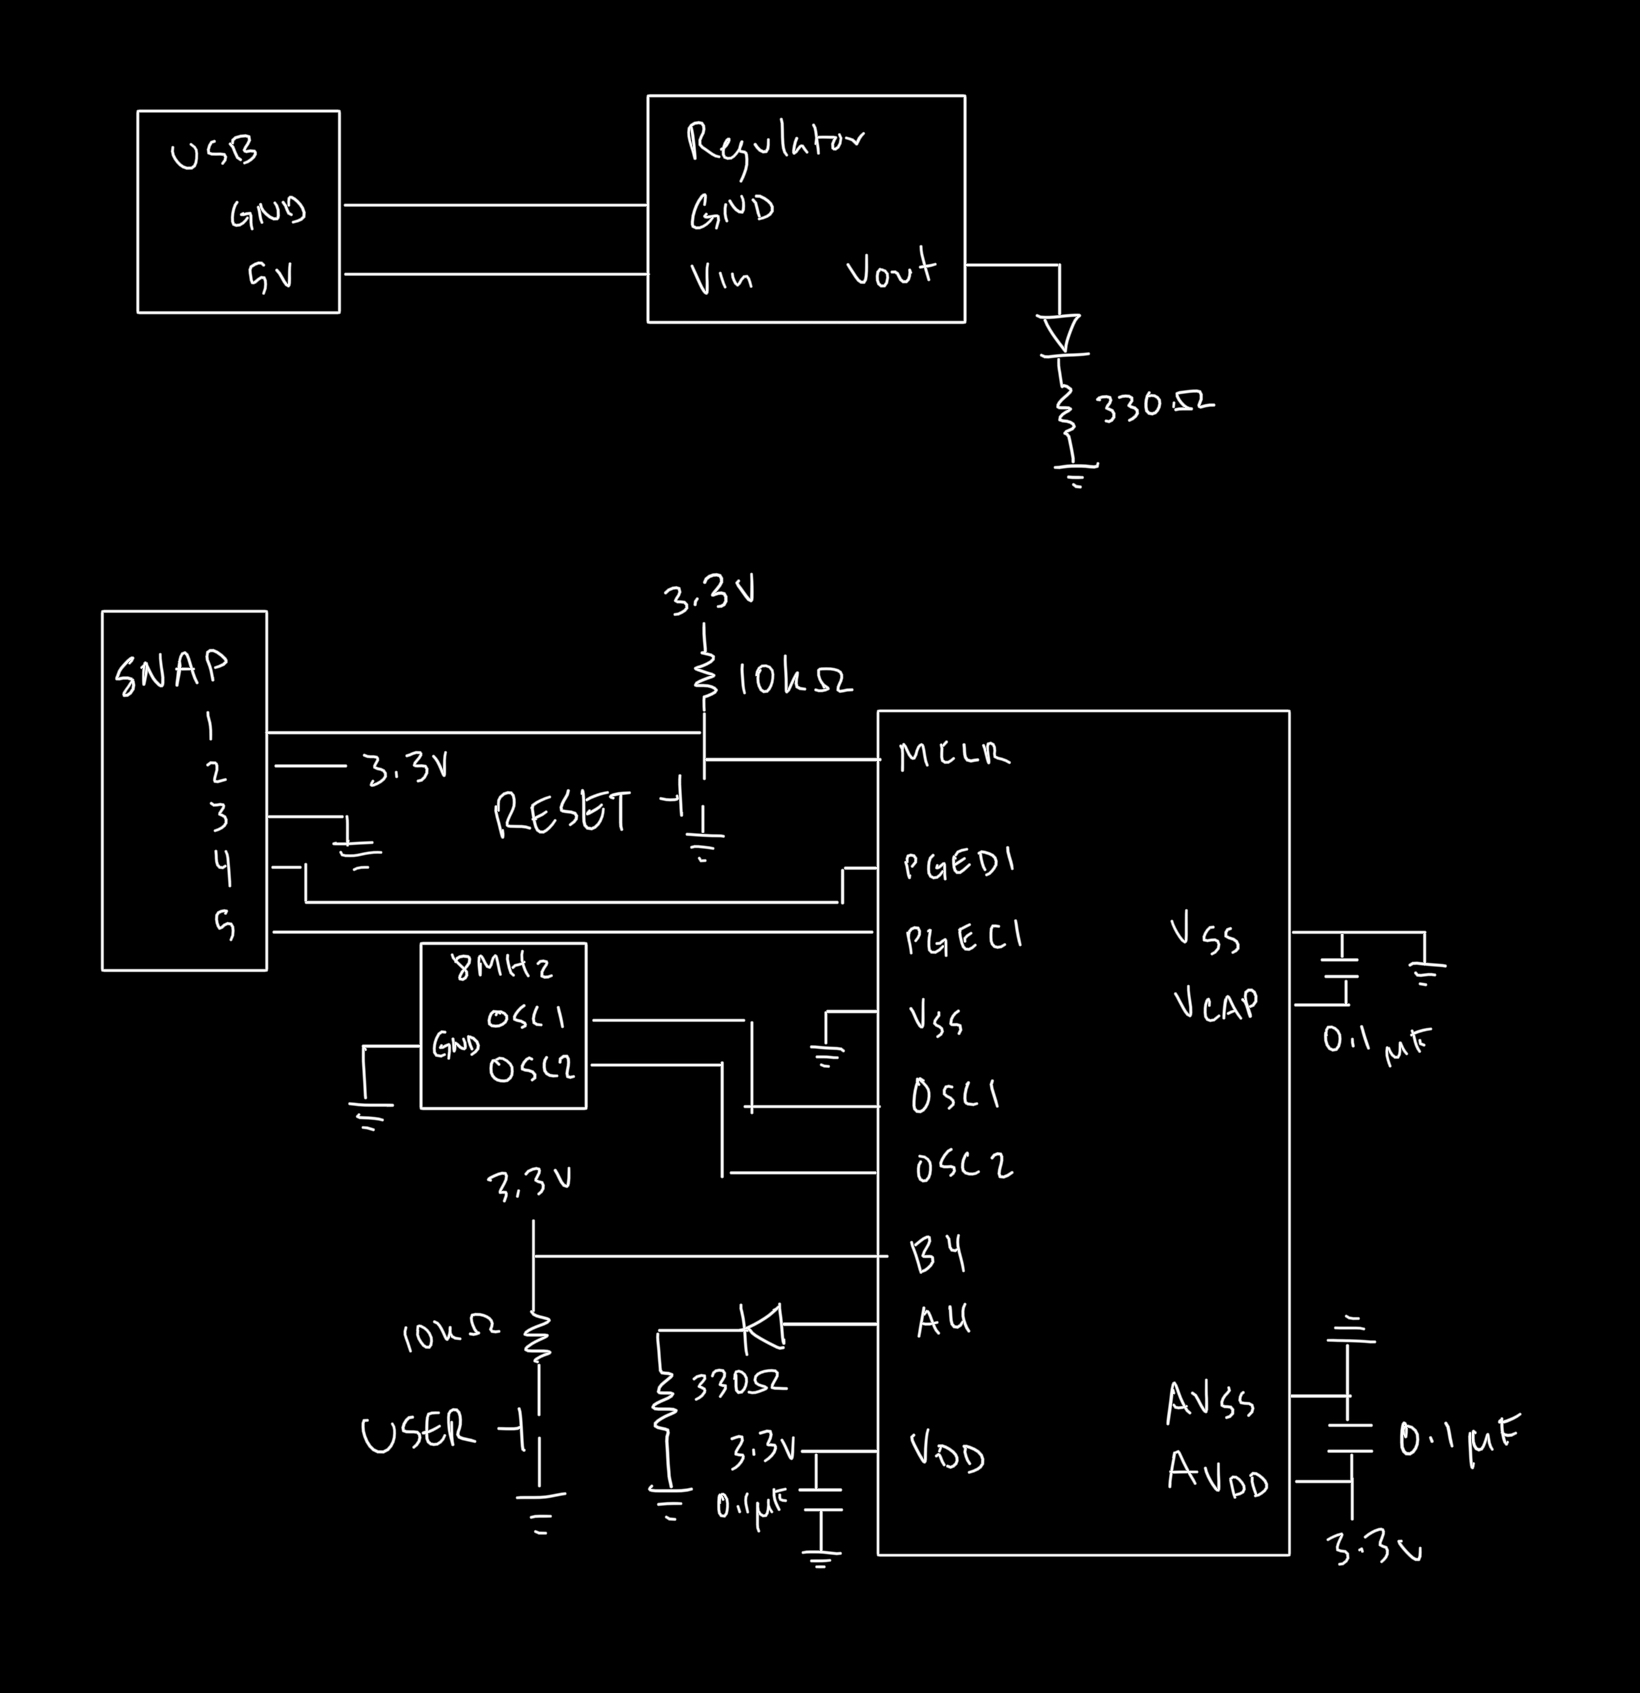 USB
GND
5V
Regulator
GND
Vin
Vout
330Ω
SNAP
1
2
3
4
5
3.3V
3.3V
10kΩ
RESET
8MHz
OSC1
GND
OSC2
3.3V
10kΩ
USER
330Ω
3.3V
0.1μF
MCLR
PGED1
PGEC1
VSS
OSC1
OSC2
B4
A4
VDD
VSS
VCAP
0.1μF
AVSS
AVDD
0.1μF
3.3V